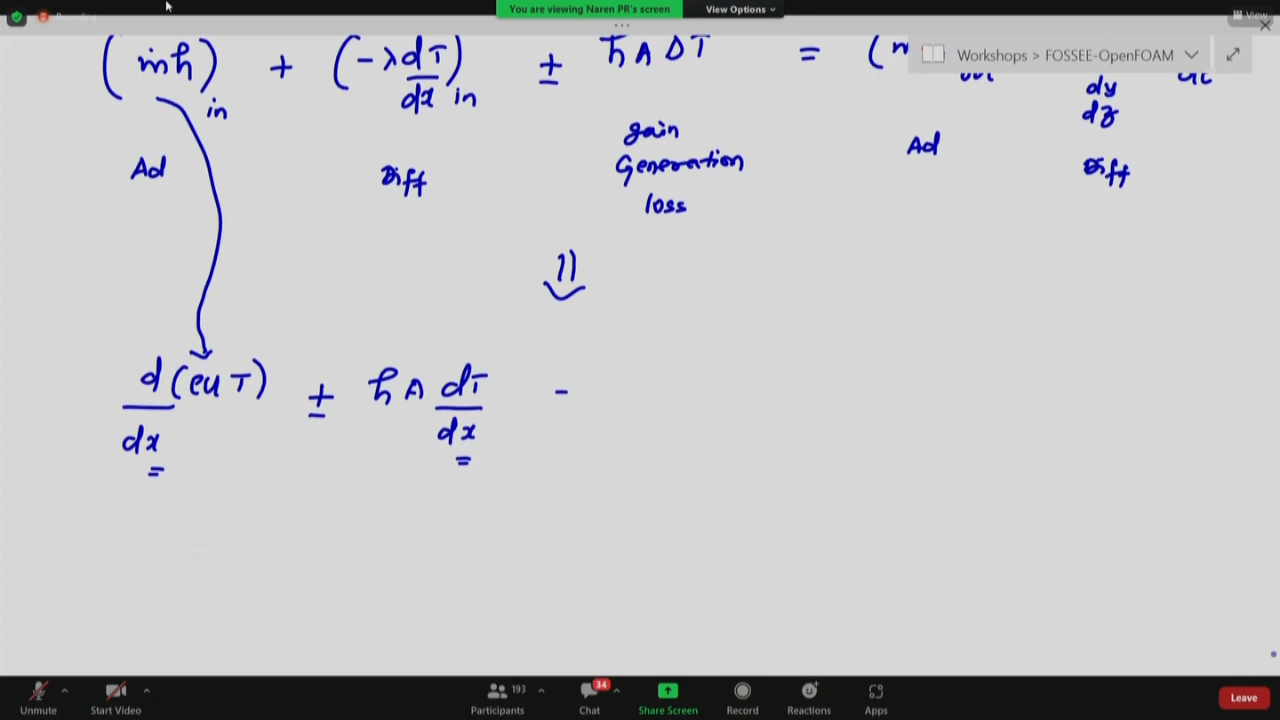 Recording
You are viewing Naren PR's screen
View Options
View
Workshops > FOSSEE-OpenFOAM
(ṁh)in + (-λ dT/dx)in ± h A ΔT = (
dy
dz
Ad Diff gain Ad Diff
Generation
loss
d/dx (ρuT) ± h A dT/dx -
Unmute
Start Video
193
Participants
34
Chat
Share Screen
Record
Reactions
Apps
Leave